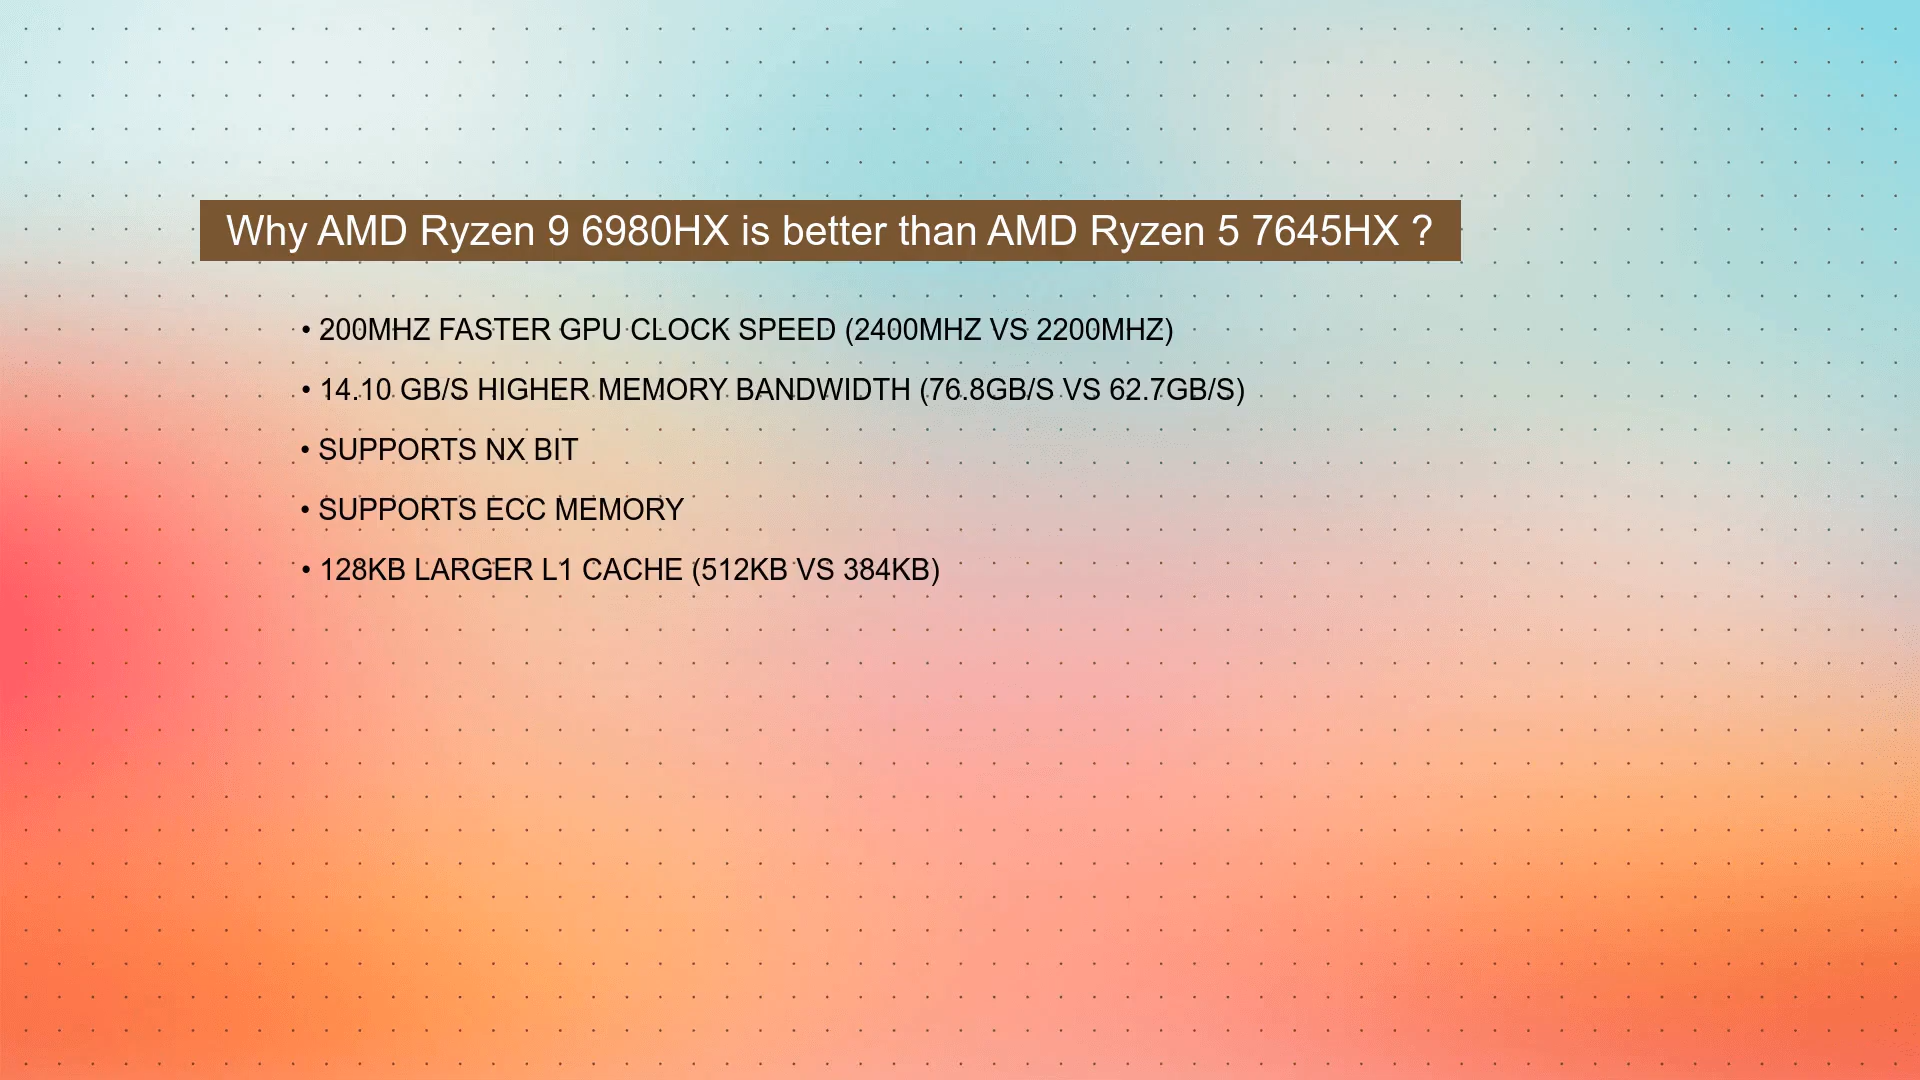 Why AMD Ryzen 9 6980HX is better than AMD Ryzen 5 7645HX ?
• 200MHZ FASTER GPU CLOCK SPEED (2400MHZ VS 2200MHZ)
• 14.10 GB/S HIGHER MEMORY BANDWIDTH (76.8GB/S VS 62.7GB/S)
• SUPPORTS NX BIT
• SUPPORTS ECC MEMORY
• 128KB LARGER L1 CACHE (512KB VS 384KB)